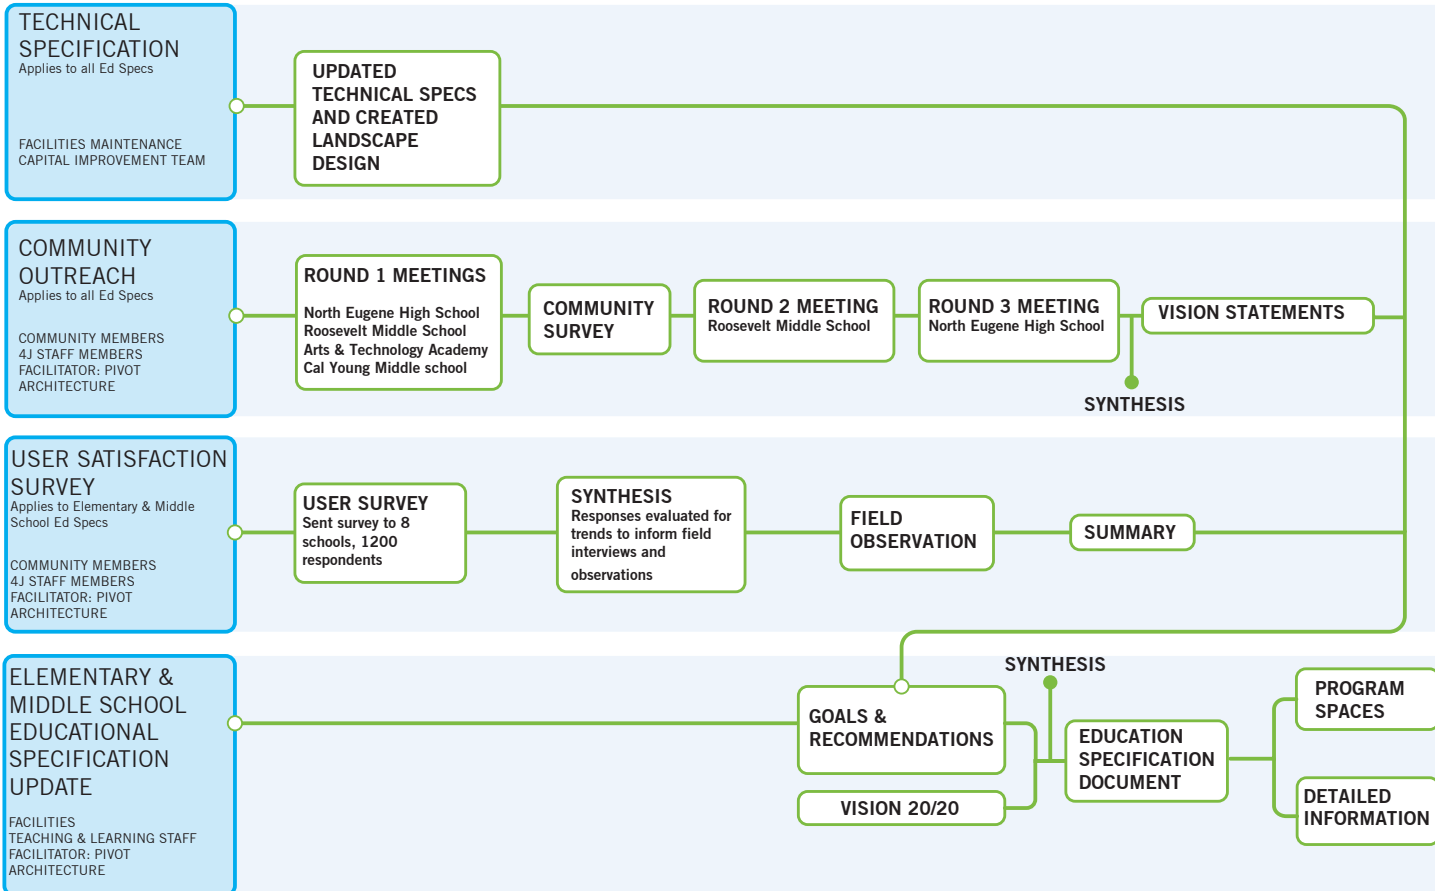 TECHNICAL
SPECIFICATION
Applies to all Ed Specs
FACILITIES MAINTENANCE
CAPITAL IMPROVEMENT TEAM
UPDATED
TECHNICAL SPECS
AND CREATED
LANDSCAPE
DESIGN
COMMUNITY
OUTREACH
Applies to all Ed Specs
COMMUNITY MEMBERS
4J STAFF MEMBERS
FACILITATOR: PIVOT
ARCHITECTURE
ROUND 1 MEETINGS
North Eugene High School
Roosevelt Middle School
Arts & Technology Academy
Cal Young Middle school
COMMUNITY
SURVEY
ROUND 2 MEETING
Roosevelt Middle School
ROUND 3 MEETING
North Eugene High School
VISION STATEMENTS
SYNTHESIS
USER SATISFACTION
SURVEY
Applies to Elementary & Middle
School Ed Specs
COMMUNITY MEMBERS
4J STAFF MEMBERS
FACILITATOR: PIVOT
ARCHITECTURE
USER SURVEY
Sent survey to 8
schools, 1200
respondents
SYNTHESIS
Responses evaluated for
trends to inform field
interviews and
observations
FIELD
OBSERVATION
SUMMARY
ELEMENTARY &
MIDDLE SCHOOL
EDUCATIONAL
SPECIFICATION
UPDATE
FACILITIES
TEACHING & LEARNING STAFF
FACILITATOR: PIVOT
ARCHITECTURE
GOALS &
RECOMMENDATIONS
VISION 20/20
SYNTHESIS
EDUCATION
SPECIFICATION
DOCUMENT
PROGRAM
SPACES
DETAILED
INFORMATION